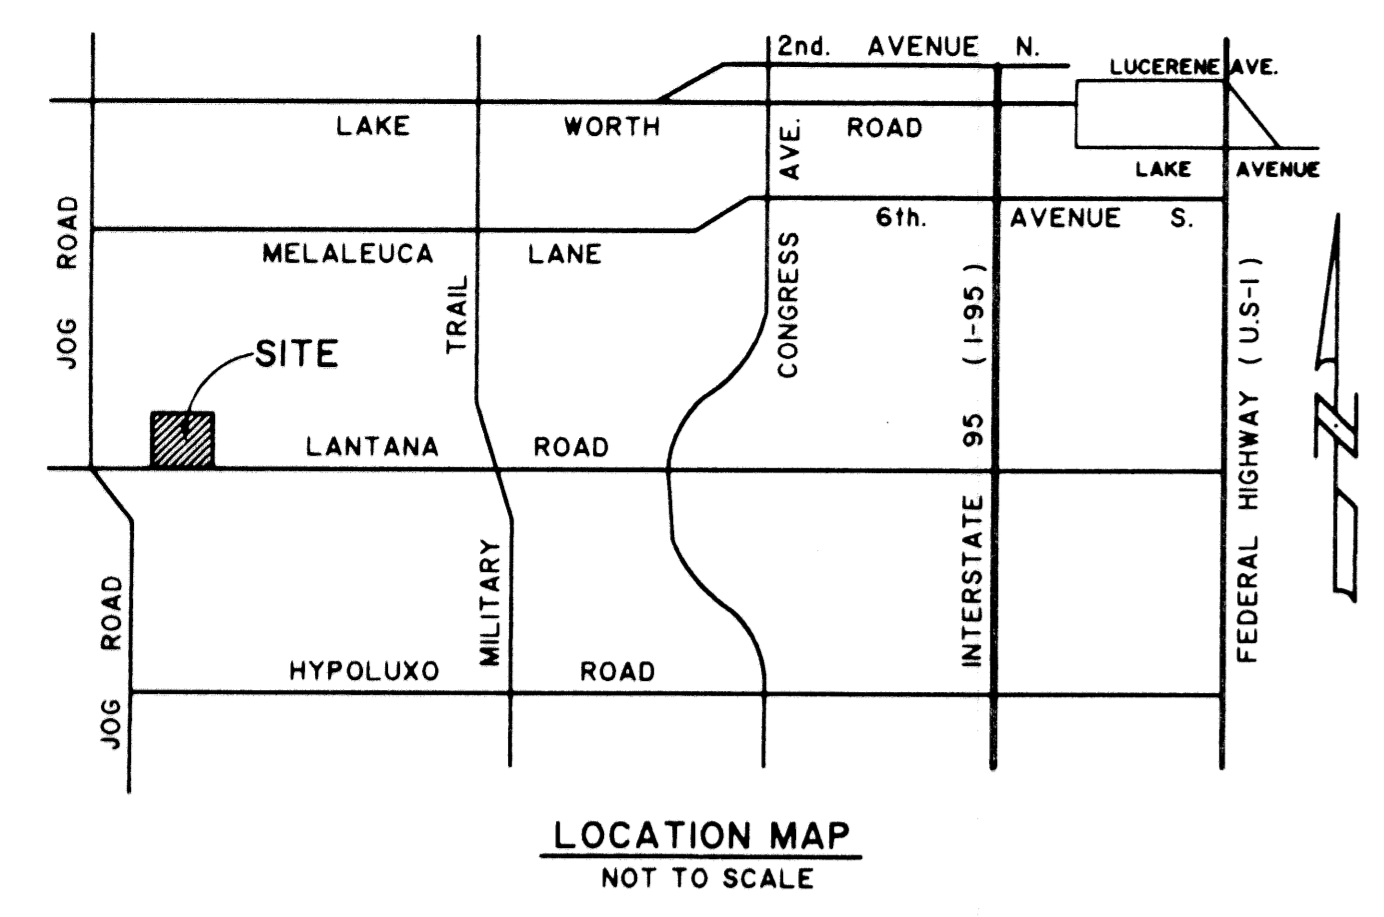 2nd. AVENUE N.
LUCERENE AVE.
LAKE WORTH ROAD
LAKE AVENUE
6th. AVENUE S.
MELALEUCA LANE
JOG ROAD
MILITARY TRAIL
CONGRESS AVE.
INTERSTATE 95 (I-95)
FEDERAL HIGHWAY (U.S-1)
N
SITE
LANTANA ROAD
HYPOLUXO ROAD
JOG ROAD
LOCATION MAP
NOT TO SCALE